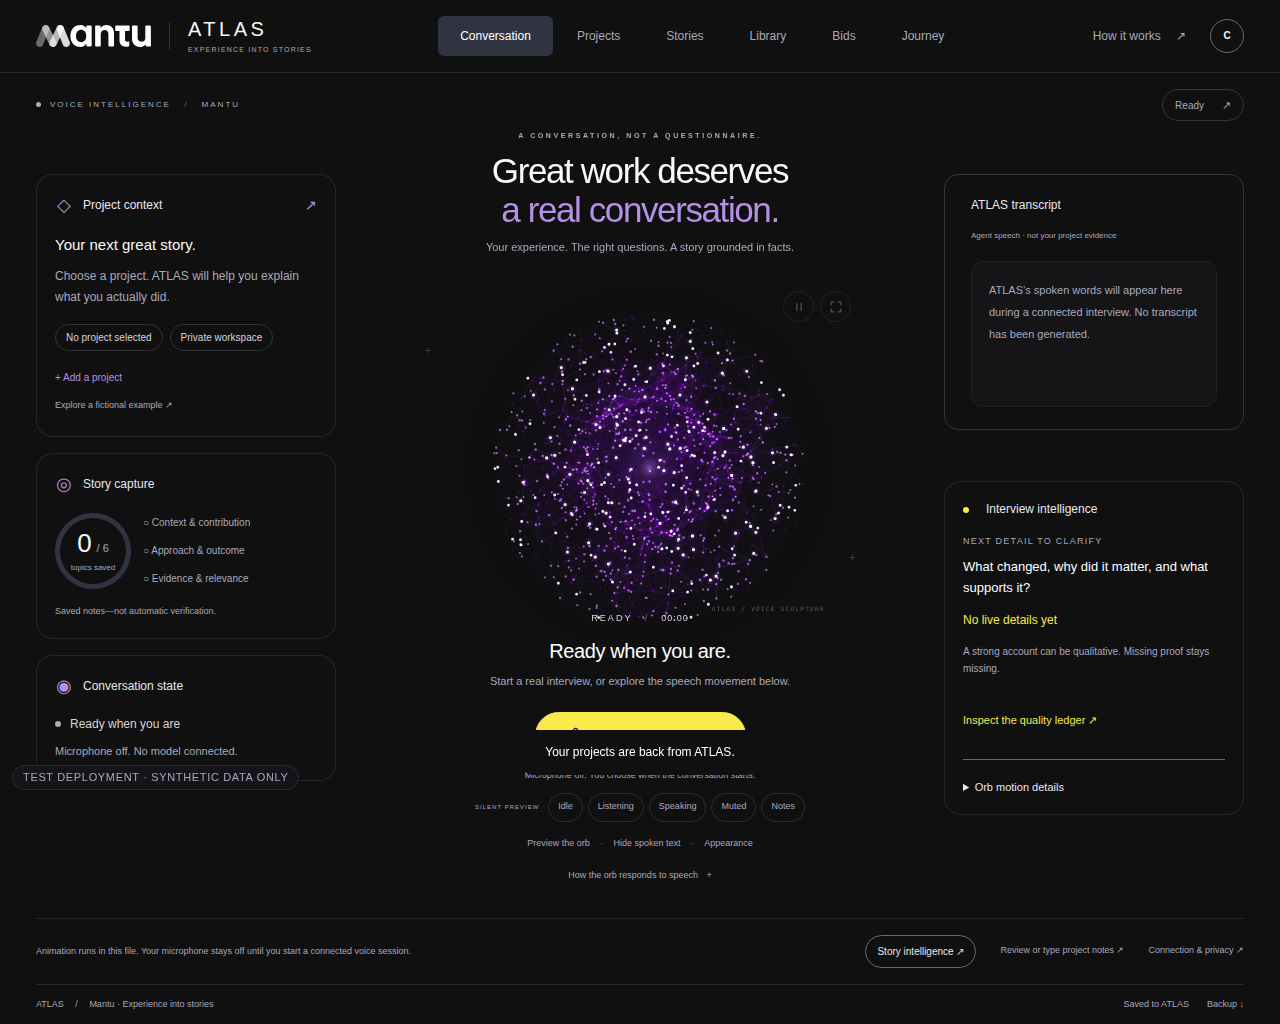 mantu
ATLAS
EXPERIENCE INTO STORIES
Conversation
Projects
Stories
Library
Bids
Journey
How it works ↗
C
VOICE INTELLIGENCE / MANTU
Ready ↗
A CONVERSATION, NOT A QUESTIONNAIRE.
Great work deserves
a real conversation.
Your experience. The right questions. A story grounded in facts.
Project context ↗
Your next great story.
Choose a project. ATLAS will help you explain
what you actually did.
No project selected
Private workspace
+ Add a project
Explore a fictional example ↗
Story capture
0 / 6
topics saved
○ Context & contribution
○ Approach & outcome
○ Evidence & relevance
Saved notes—not automatic verification.
Conversation state
Ready when you are
Microphone off. No model connected.
TEST DEPLOYMENT · SYNTHETIC DATA ONLY
ATLAS / VOICE SCULPTURE
READY / 00:00
Ready when you are.
Start a real interview, or explore the speech movement below.
Your projects are back from ATLAS.
Microphone off. You choose when the conversation starts.
SILENT PREVIEW
Idle
Listening
Speaking
Muted
Notes
Preview the orb · Hide spoken text · Appearance
How the orb responds to speech +
ATLAS transcript
Agent speech · not your project evidence
ATLAS's spoken words will appear here
during a connected interview. No transcript
has been generated.
Interview intelligence
NEXT DETAIL TO CLARIFY
What changed, why did it matter, and what
supports it?
No live details yet
A strong account can be qualitative. Missing proof stays
missing.
Inspect the quality ledger ↗
▶ Orb motion details
Animation runs in this file. Your microphone stays off until you start a connected voice session.
Story intelligence ↗
Review or type project notes ↗
Connection & privacy ↗
ATLAS / Mantu · Experience into stories
Saved to ATLAS
Backup ↓